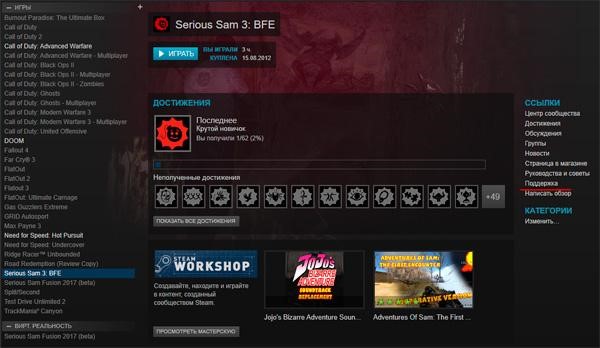 — ИГРЫ
Burnout Paradise: The Ultimate Box
Call of Duty
Call of Duty 2
Call of Duty: Advanced Warfare
Call of Duty: Advanced Warfare - Multiplayer
Call of Duty: Black Ops II
Call of Duty: Black Ops II - Multiplayer
Call of Duty: Black Ops II - Zombies
Call of Duty: Ghosts
Call of Duty: Ghosts - Multiplayer
Call of Duty: Modern Warfare 3
Call of Duty: Modern Warfare 3 - Multiplayer
Call of Duty: United Offensive
DOOM
Fallout 4
Far Cry® 3
FlatOut
FlatOut 2
Flatout 3
FlatOut: Ultimate Carnage
Gas Guzzlers Extreme
GRID Autosport
Max Payne 3
Need for Speed: Hot Pursuit
Need for Speed: Undercover
Ridge Racer™ Unbounded
Road Redemption (Review Copy)
Serious Sam 3: BFE
Serious Sam Fusion 2017 (beta)
Split/Second
Test Drive Unlimited 2
TrackMania² Canyon
— ВИРТ. РЕАЛЬНОСТЬ
Serious Sam Fusion 2017 (beta)
+
Serious Sam 3: BFE
ИГРАТЬ
ВЫ ИГРАЛИ 3 ч.
КУПЛЕНА 15.08.2012
ДОСТИЖЕНИЯ
Последнее
Крутой новичок
Вы получили 1/62 (2%)
Неполученные достижения
+49
ПОКАЗАТЬ ВСЕ ДОСТИЖЕНИЯ
STEAM
WORKSHOP
Создавайте, находите и играйте
в контент, созданный
сообществом Steam.
ПРОСМОТРЕТЬ МАСТЕРСКУЮ
JoJo's
BIZARRE
ADVENTURE
SOUNDTRACK
REPLACEMENT
Jojo's Bizarre Adventure Soun...
ADVENTURES OF SAM:
THE FIRST ENCOUNTER
Adventures Of Sam: The First ...
ССЫЛКИ
Центр сообщества
Достижения
Обсуждения
Группы
Новости
Страница в магазине
Руководства и советы
Поддержка
Написать обзор
КАТЕГОРИИ
Изменить...